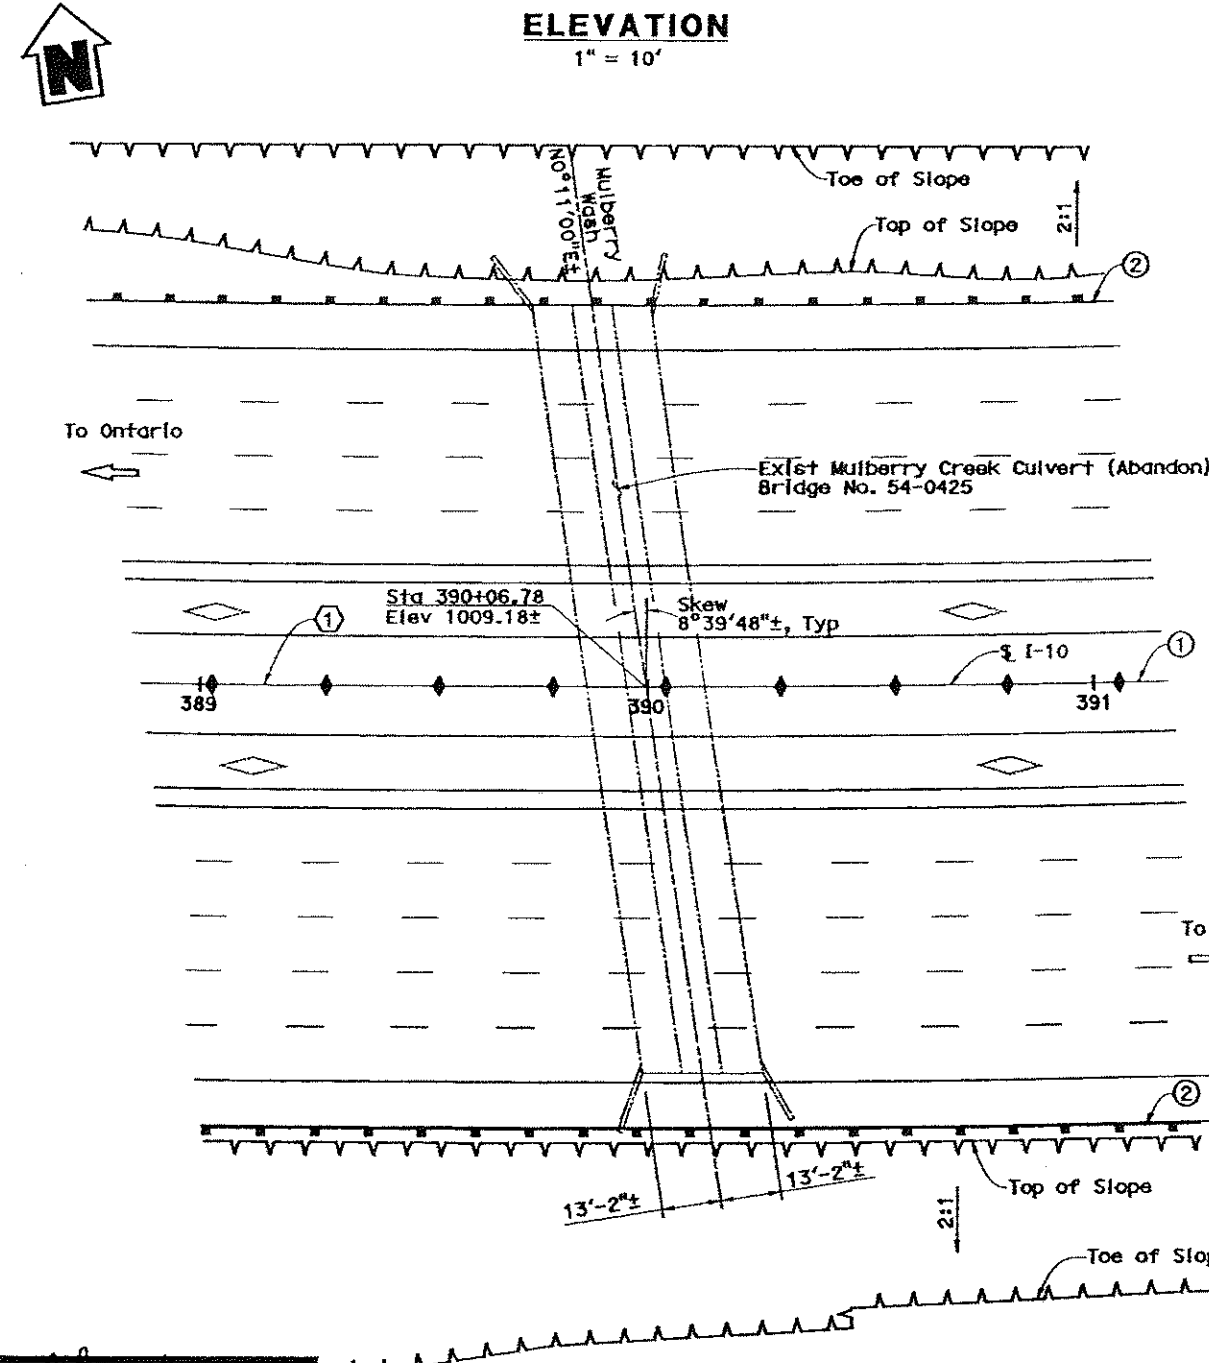 ELEVATION
1" = 10'
N
Toe of Slope
Top of Slope
2:1
2
Mulberry
Wash
N0°11'00"E±
To Ontario
Exist Mulberry Creek Culvert (Abandon)
Bridge No. 54-0425
Sta 390+06.78
Elev 1009.18±
1
Skew
8°39'48"±, Typ
℄ I-10
1
389
390
391
To
2
13'-2"±
13'-2"±
Top of Slope
2:1
Toe of Slop